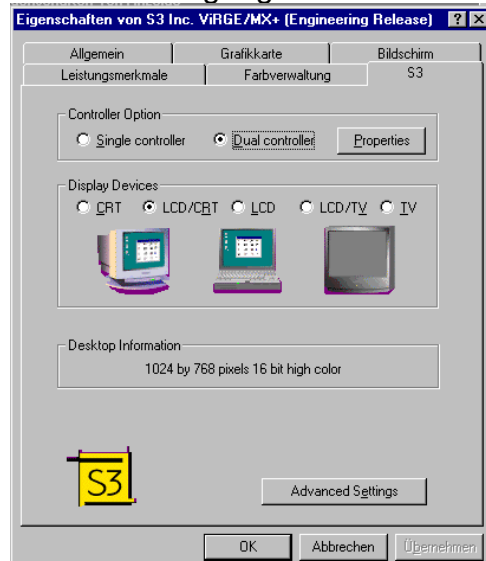 Eigenschaften von S3 Inc. ViRGE/MX+ (Engineering Release)
Allgemein Grafikkarte Bildschirm
Leistungsmerkmale Farbverwaltung S3
Controller Option
Single controller Dual controller Properties
Display Devices
CRT LCD/CRT LCD LCD/TV TV
Desktop Information
1024 by 768 pixels 16 bit high color
S3
Advanced Settings
OK Abbrechen Übernehmen